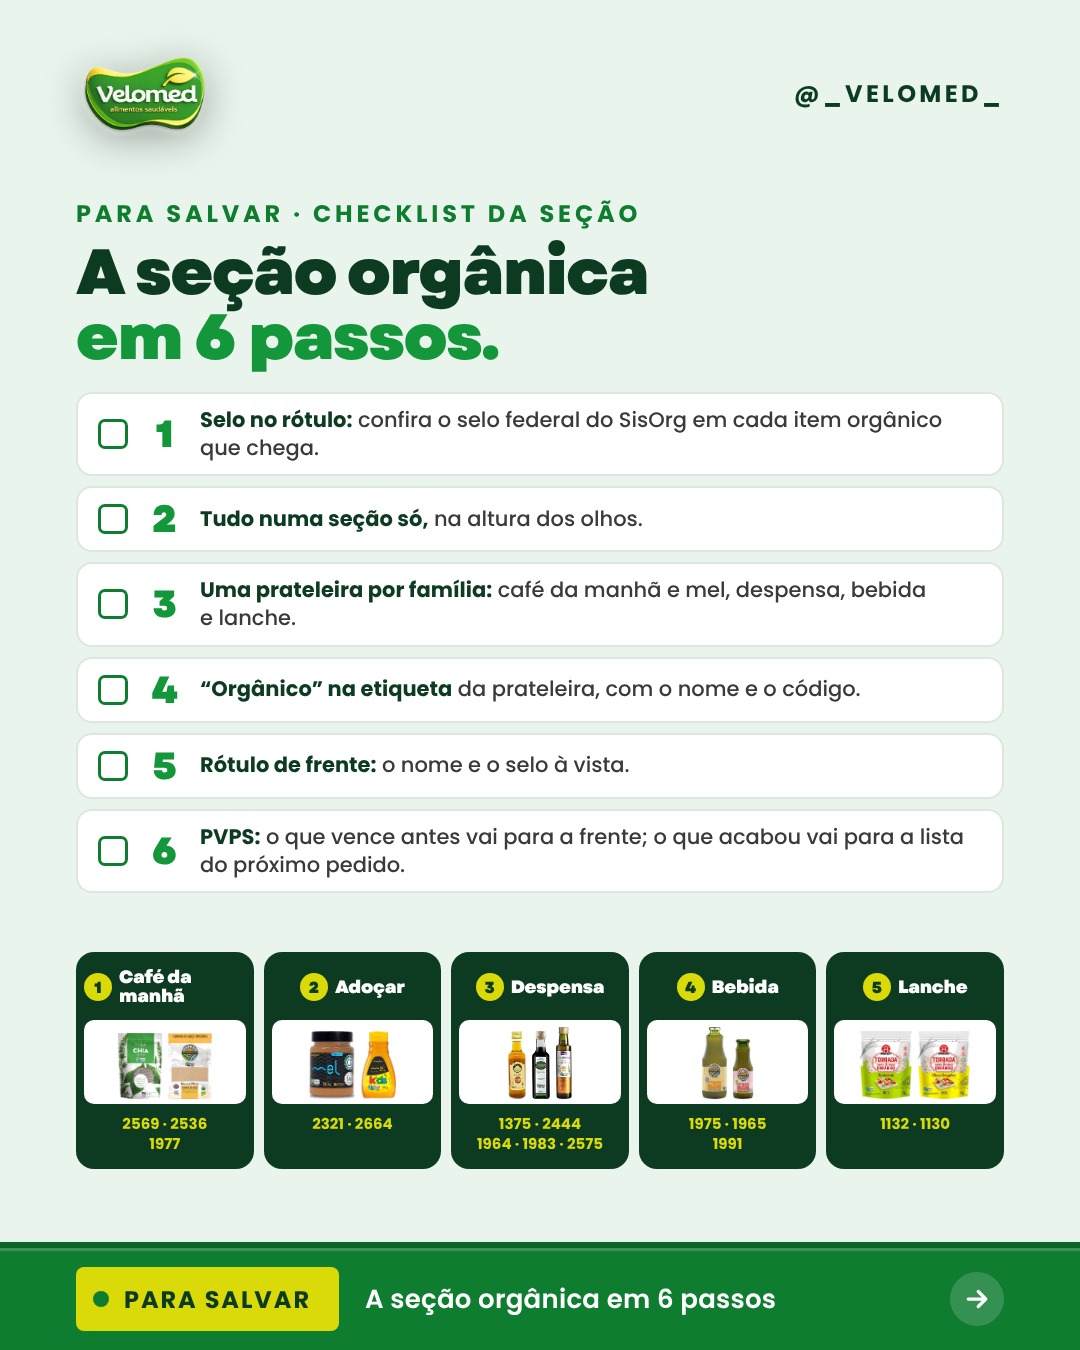 Velomed
alimentos saudáveis
@_VELOMED_
PARA SALVAR · CHECKLIST DA SEÇÃO
A seção orgânica
em 6 passos.
1 Selo no rótulo: confira o selo federal do SisOrg em cada item orgânico
que chega.
2 Tudo numa seção só, na altura dos olhos.
3 Uma prateleira por família: café da manhã e mel, despensa, bebida
e lanche.
4 “Orgânico” na etiqueta da prateleira, com o nome e o código.
5 Rótulo de frente: o nome e o selo à vista.
6 PVPS: o que vence antes vai para a frente; o que acabou vai para a lista
do próximo pedido.
1 Café da
manhã
CHIA
2569 · 2536
1977
2 Adoçar
mel
Kids
2321 · 2664
3 Despensa
1375 · 2444
1964 · 1983 · 2575
4 Bebida
1975 · 1965
1991
5 Lanche
TORRADA
TORRADA
1132 · 1130
PARA SALVAR
A seção orgânica em 6 passos